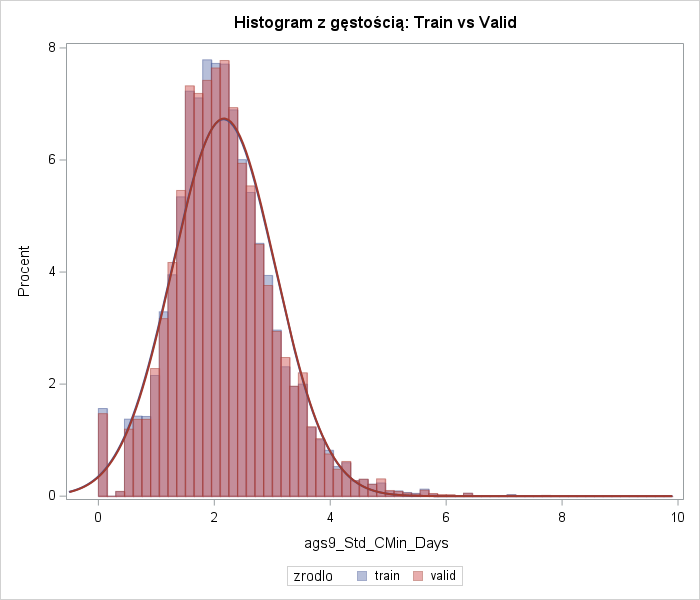 Histogram z gęstością: Train vs Valid
8
6
4
2
0
Procent
0 2 4 6 8 10
ags9_Std_CMin_Days
zrodlo train valid